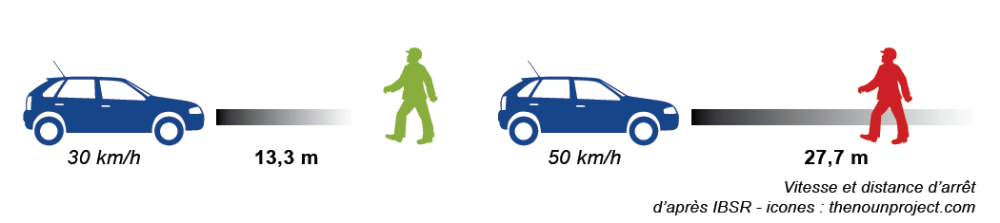 30 km/h
13,3 m
50 km/h
27,7 m
Vitesse et distance d’arrêt
d’après IBSR - icones : thenounproject.com